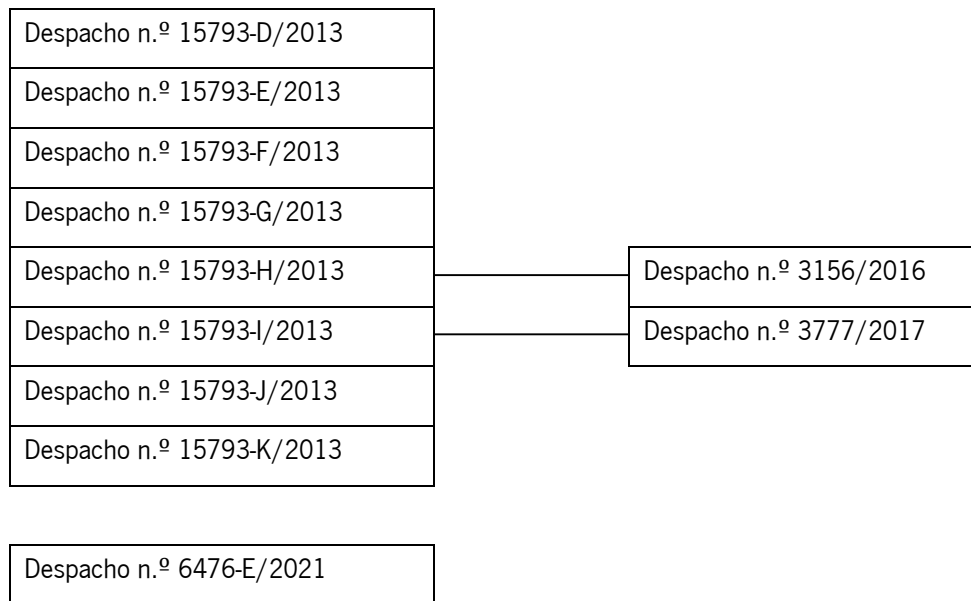 Despacho n.º 15793-D/2013
Despacho n.º 15793-E/2013
Despacho n.º 15793-F/2013
Despacho n.º 15793-G/2013
Despacho n.º 15793-H/2013
Despacho n.º 3156/2016
Despacho n.º 15793-I/2013
Despacho n.º 3777/2017
Despacho n.º 15793-J/2013
Despacho n.º 15793-K/2013
Despacho n.º 6476-E/2021